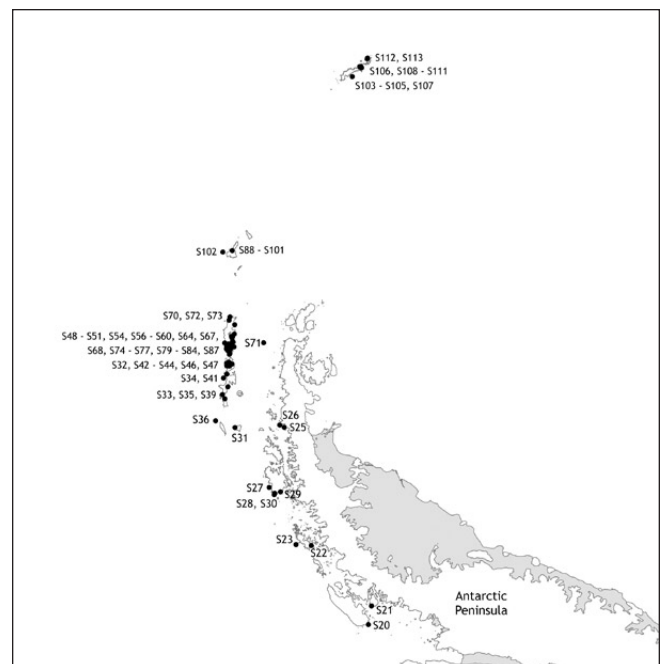 S112, S113
S106, S108 - S111
S103 - S105, S107
S102
S88 - S101
S70, S72, S73
S48 - S51, S54, S56 - S60, S64, S67,
S68, S74 - S77, S79 - S84, S87
S71
S32, S42 - S44, S46, S47
S34, S41
S33, S35, S39
S36
S31
S26
S25
S27
S29
S28, S30
S23
S22
S21
S20
Antarctic
Peninsula